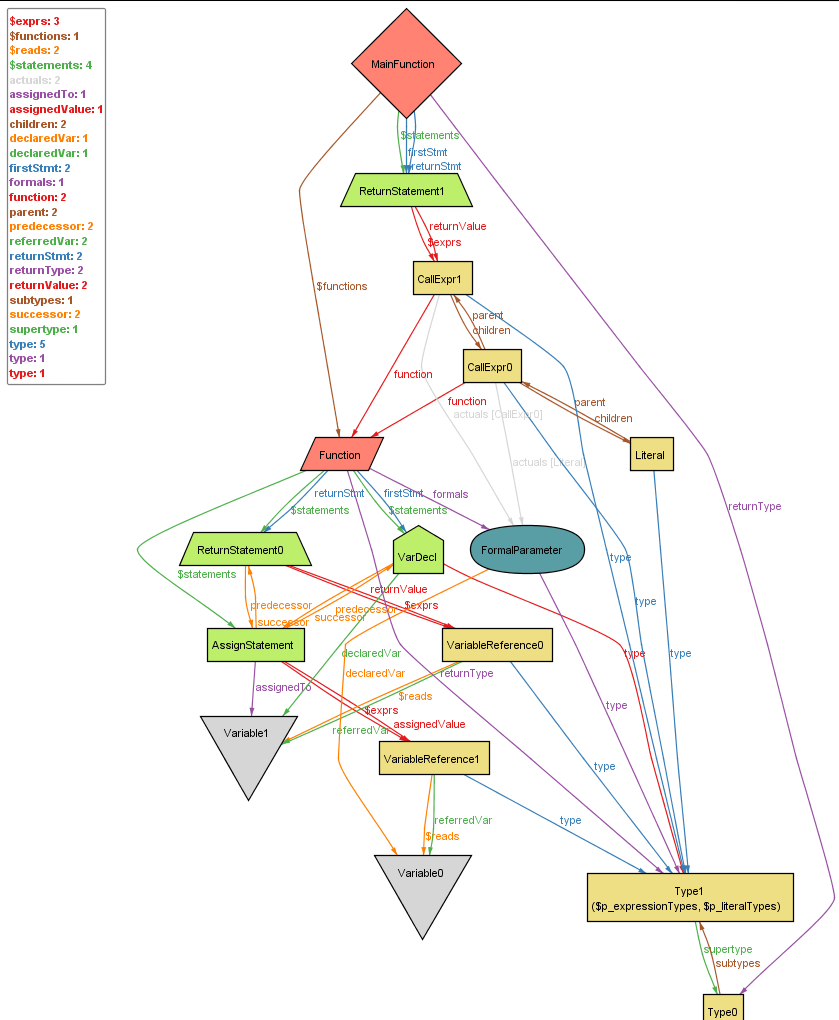 $exprs: 3
$functions: 1
$reads: 2
$statements: 4
actuals: 2
assignedTo: 1
assignedValue: 1
children: 2
declaredVar: 1
declaredVar: 1
firstStmt: 2
formals: 1
function: 2
parent: 2
predecessor: 2
referredVar: 2
returnStmt: 2
returnType: 2
returnValue: 2
subtypes: 1
successor: 2
supertype: 1
type: 5
type: 1
type: 1
MainFunction
$statements
firstStmt
returnStmt
ReturnStatement1
returnValue
$exprs
CallExpr1
$functions
parent
children
CallExpr0
function
function
parent
actuals [CallExpr0]
children
Function
Literal
actuals [Literal]
returnStmt
firstStmt
formals
$statements
$statements
returnType
ReturnStatement0
VarDecl
FormalParameter
type
$statements
returnValue
predecessor
$exprs
predecessor
type
successor
successor
AssignStatement
VariableReference0
declaredVar
type
type
declaredVar
returnType
assignedTo
$reads
type
$exprs
assignedValue
referredVar
Variable1
VariableReference1
type
referredVar
type
$reads
Variable0
Type1
($p_expressionTypes, $p_literalTypes)
supertype
subtypes
Type0